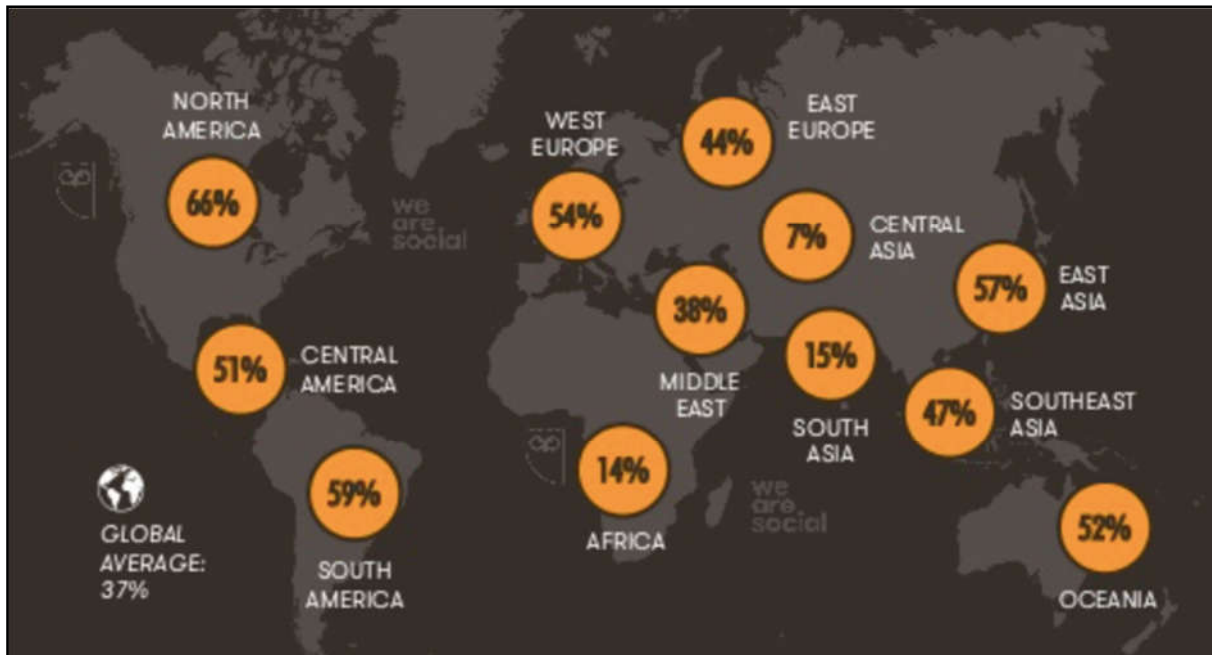 NORTH
AMERICA
66%
WEST
EUROPE
54%
EAST
EUROPE
44%
7%
CENTRAL
ASIA
57%
EAST
ASIA
we
are
social
38%
MIDDLE
EAST
15%
SOUTH
ASIA
51%
CENTRAL
AMERICA
47%
SOUTHEAST
ASIA
14%
AFRICA
we
are
social
59%
SOUTH
AMERICA
52%
OCEANIA
GLOBAL
AVERAGE:
37%